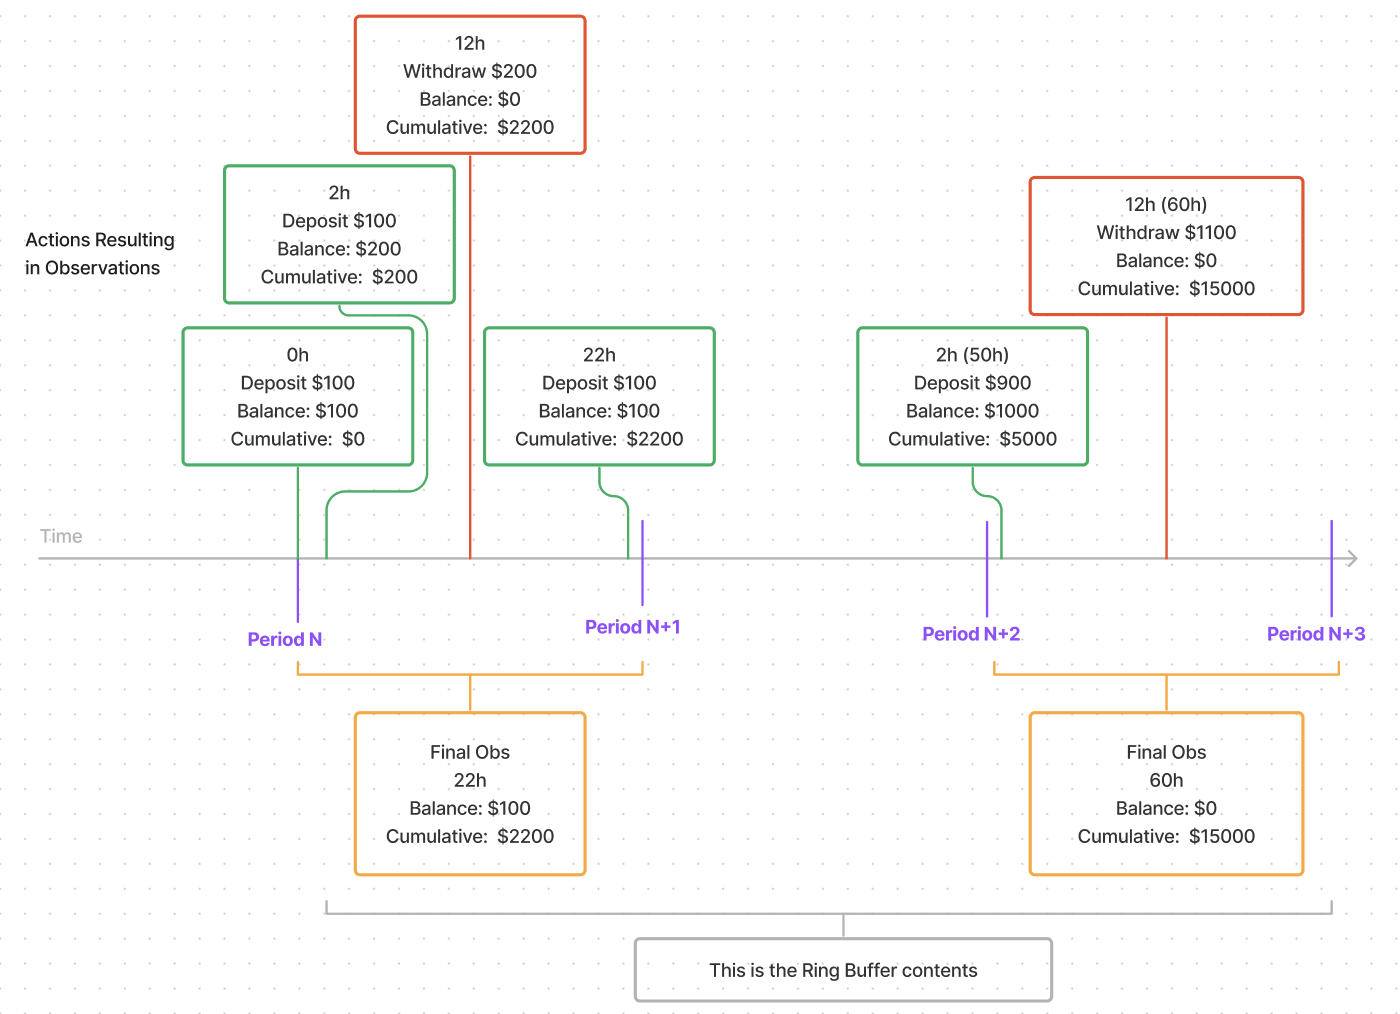 12h
Withdraw $200
Balance: $0
Cumulative: $2200
2h
Deposit $100
Balance: $200
Cumulative: $200
Actions Resulting
in Observations
12h (60h)
Withdraw $1100
Balance: $0
Cumulative: $15000
0h
Deposit $100
Balance: $100
Cumulative: $0
22h
Deposit $100
Balance: $100
Cumulative: $2200
2h (50h)
Deposit $900
Balance: $1000
Cumulative: $5000
Time
Period N
Period N+1
Period N+2
Period N+3
Final Obs
22h
Balance: $100
Cumulative: $2200
Final Obs
60h
Balance: $0
Cumulative: $15000
This is the Ring Buffer contents